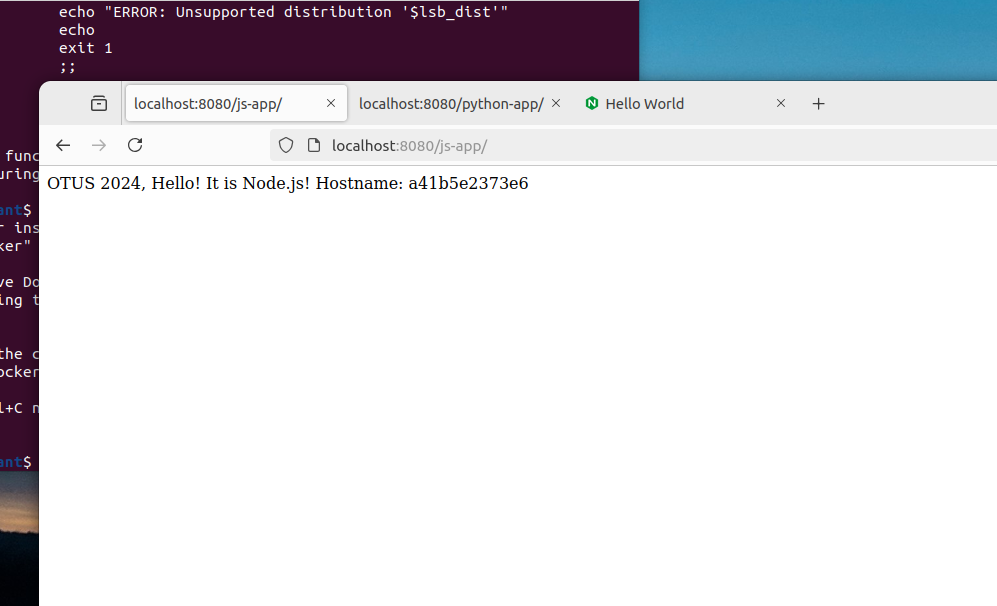 echo "ERROR: Unsupported distribution '$lsb_dist'"
echo
exit 1
;;
localhost:8080/js-app/
localhost:8080/python-app/
Hello World
localhost:8080/js-app/
OTUS 2024, Hello! It is Node.js! Hostname: a41b5e2373e6
func
uring
ant$
r ins
ker"
ve Do
ing t
the c
ocker
l+C n
ant$